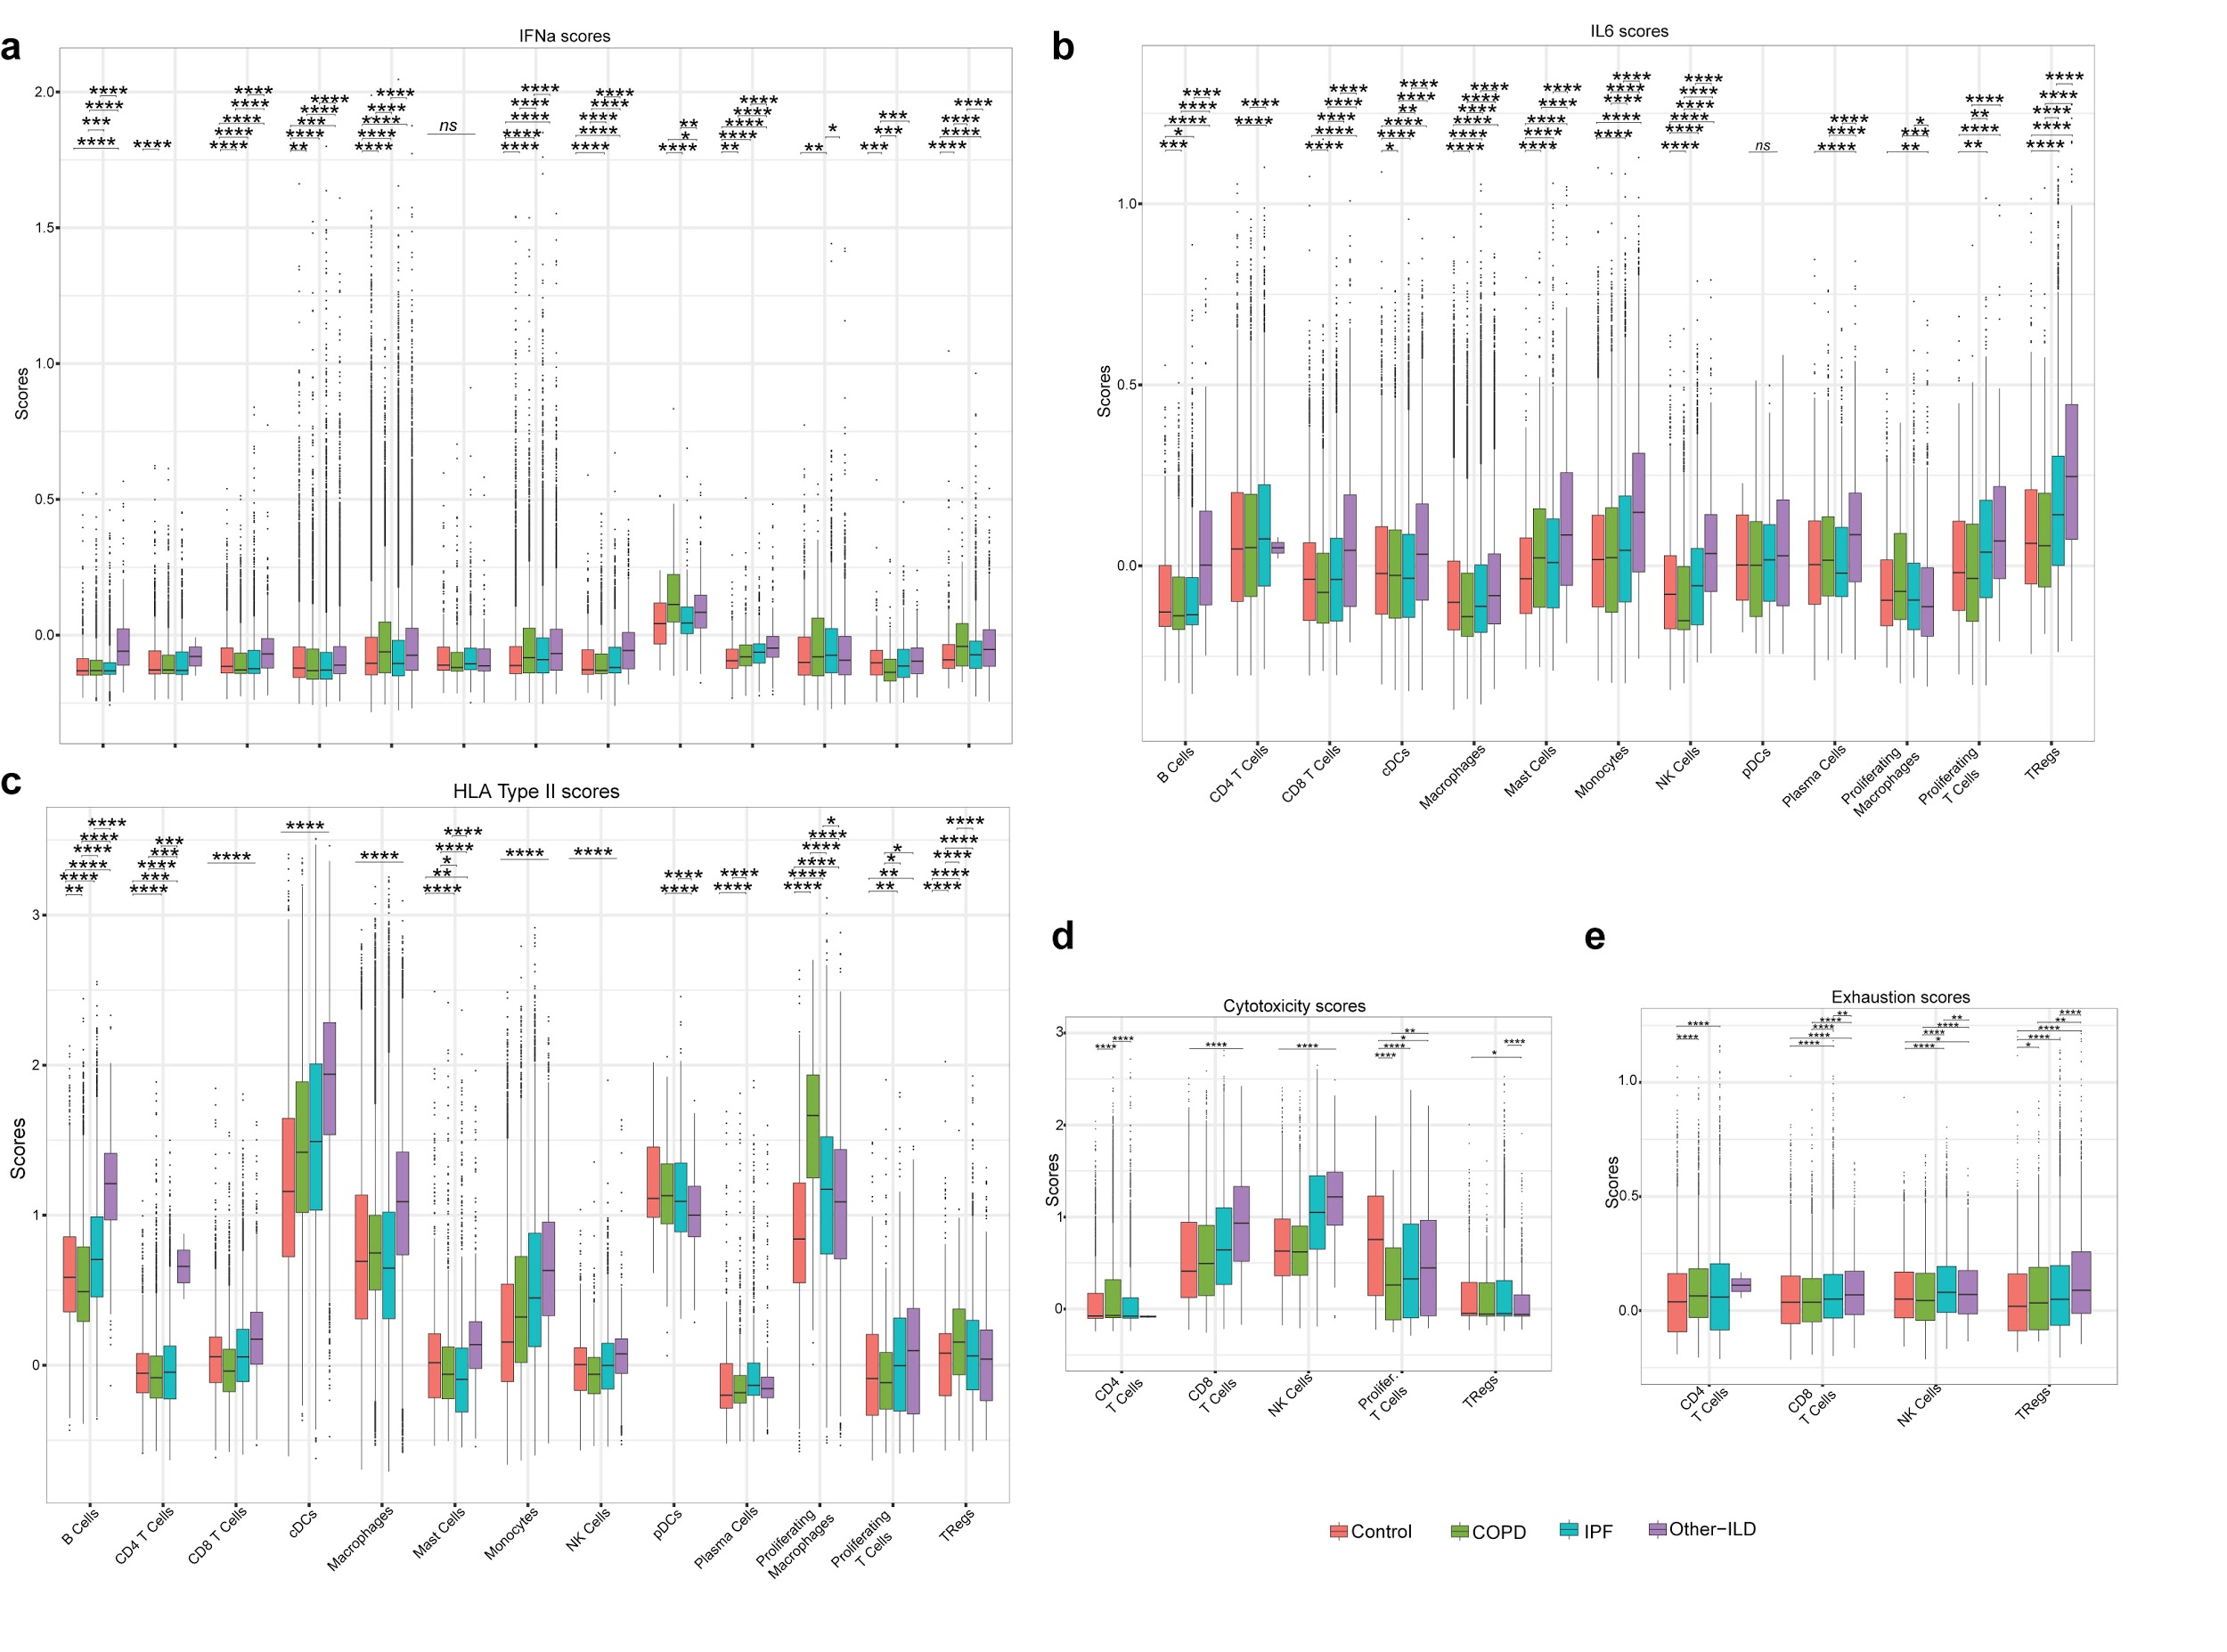 a
IFNa scores
**** **** **** **** **** **** **** **** ****
**** **** **** **** **** **** **** *** ****
*** **** *** **** ns **** **** ** **** * *** ****
**** **** **** **** **** **** **** * **** ** *** ****
**** ** **** **** **** **
Scores
2.0
1.5
1.0
0.5
0.0
b
IL6 scores
**** **** **** **** **** **** **** **** **** ****
*** **** * **** **** **** **** ns **** ** ** ****
Scores
1.0
0.5
0.0
B Cells
CD4 T Cells
CD8 T Cells
cDCs
Macrophages
Mast Cells
Monocytes
NK Cells
pDCs
Plasma Cells
Proliferating
Macrophages
Proliferating
T Cells
TRegs
c
HLA Type II scores
**** *** **** **** **** **** **** **** **** **** * * ****
** **** **** **** **** ** ****
Scores
3
2
1
0
B Cells
CD4 T Cells
CD8 T Cells
cDCs
Macrophages
Mast Cells
Monocytes
NK Cells
pDCs
Plasma Cells
Proliferating
Macrophages
Proliferating
T Cells
TRegs
d
Cytotoxicity scores
**** **** **** **** ** * **** **** **** *
Scores
3
2
1
0
CD4
T Cells
CD8
T Cells
NK Cells
Prolifer.
T Cells
TRegs
e
Exhaustion scores
**** ** ** ****
**** **** **** *
Scores
1.0
0.5
0.0
CD4
T Cells
CD8
T Cells
NK Cells
TRegs
Control
COPD
IPF
Other−ILD